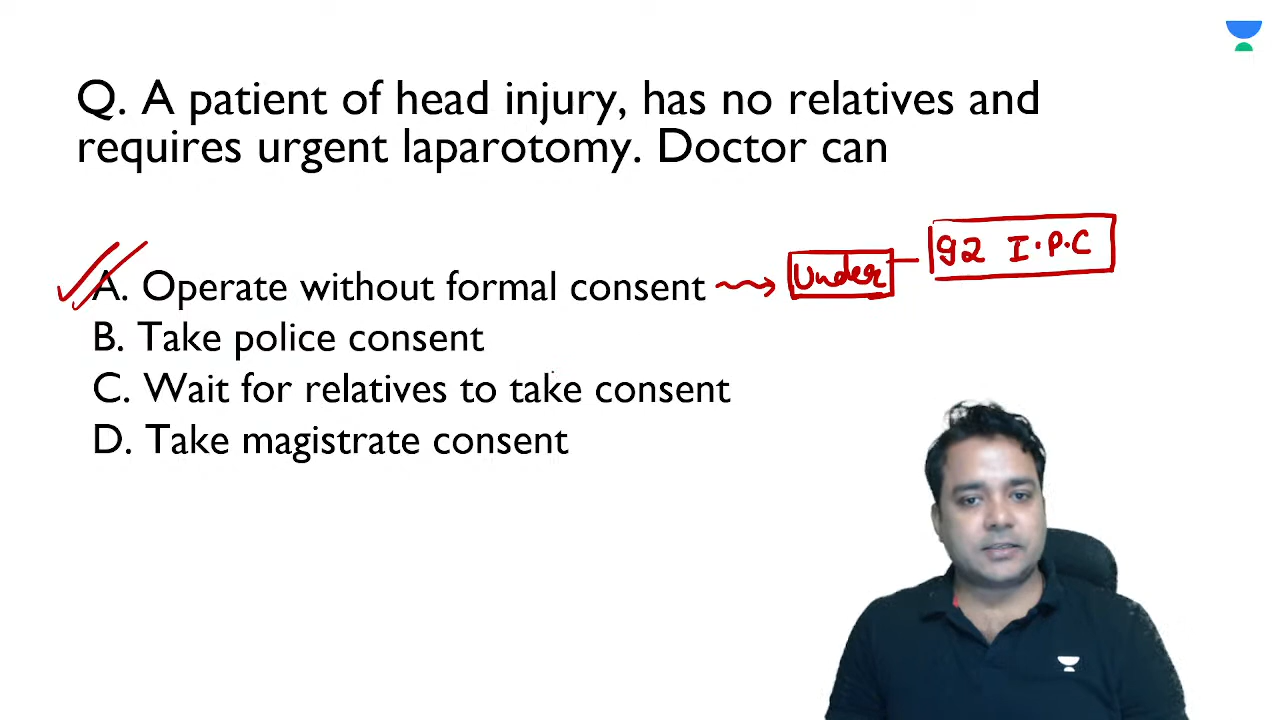 Q. A patient of head injury, has no relatives and
requires urgent laparotomy. Doctor can
A. Operate without formal consent
Under
92 I.P.C
B. Take police consent
C. Wait for relatives to take consent
D. Take magistrate consent